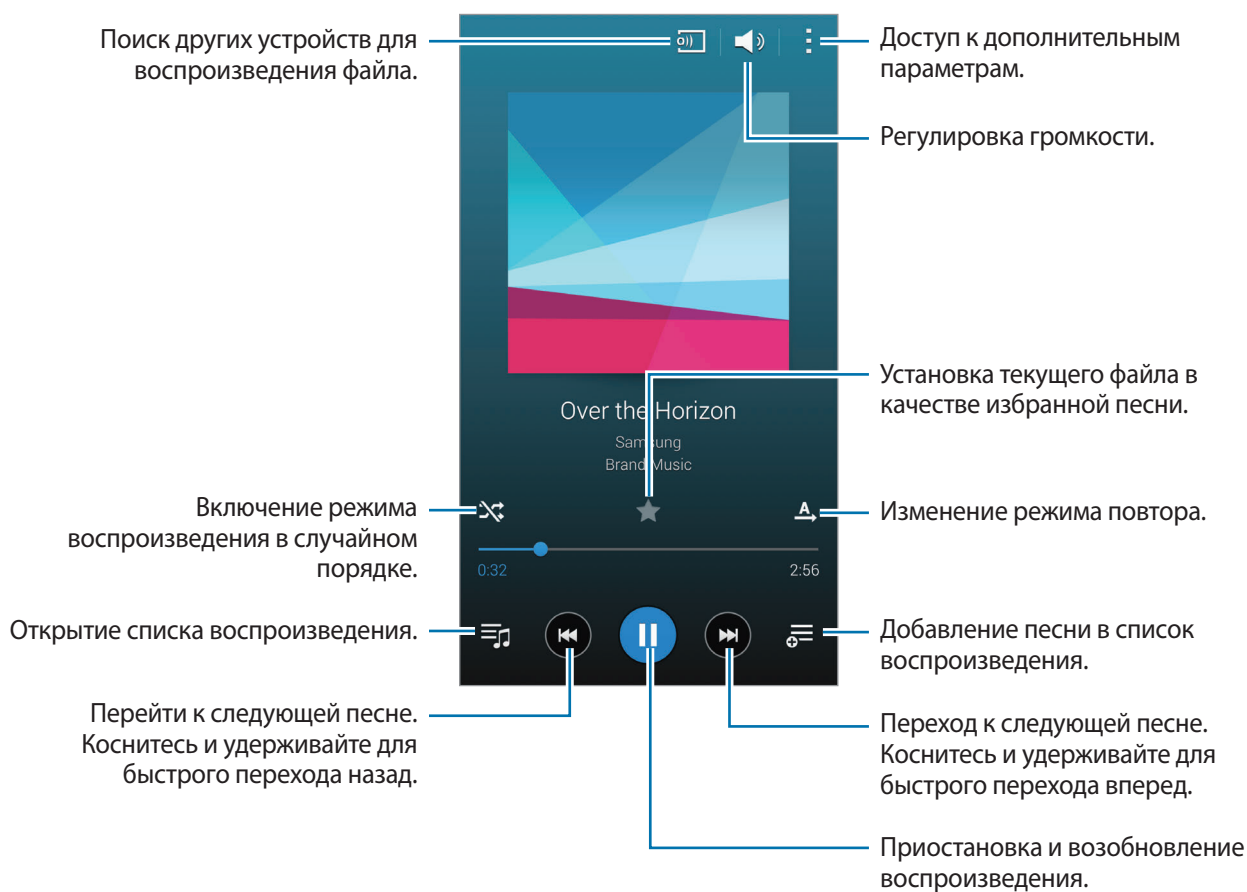 Поиск других устройств для
воспроизведения файла.
Доступ к дополнительным
параметрам.
Регулировка громкости.
Установка текущего файла в
качестве избранной песни.
Over the Horizon
Samsung
Brand Music
Включение режима
воспроизведения в случайном
порядке.
A
Изменение режима повтора.
0:32
2:56
Открытие списка воспроизведения.
Добавление песни в список
воспроизведения.
Перейти к следующей песне.
Коснитесь и удерживайте для
быстрого перехода назад.
Переход к следующей песне.
Коснитесь и удерживайте для
быстрого перехода вперед.
Приостановка и возобновление
воспроизведения.